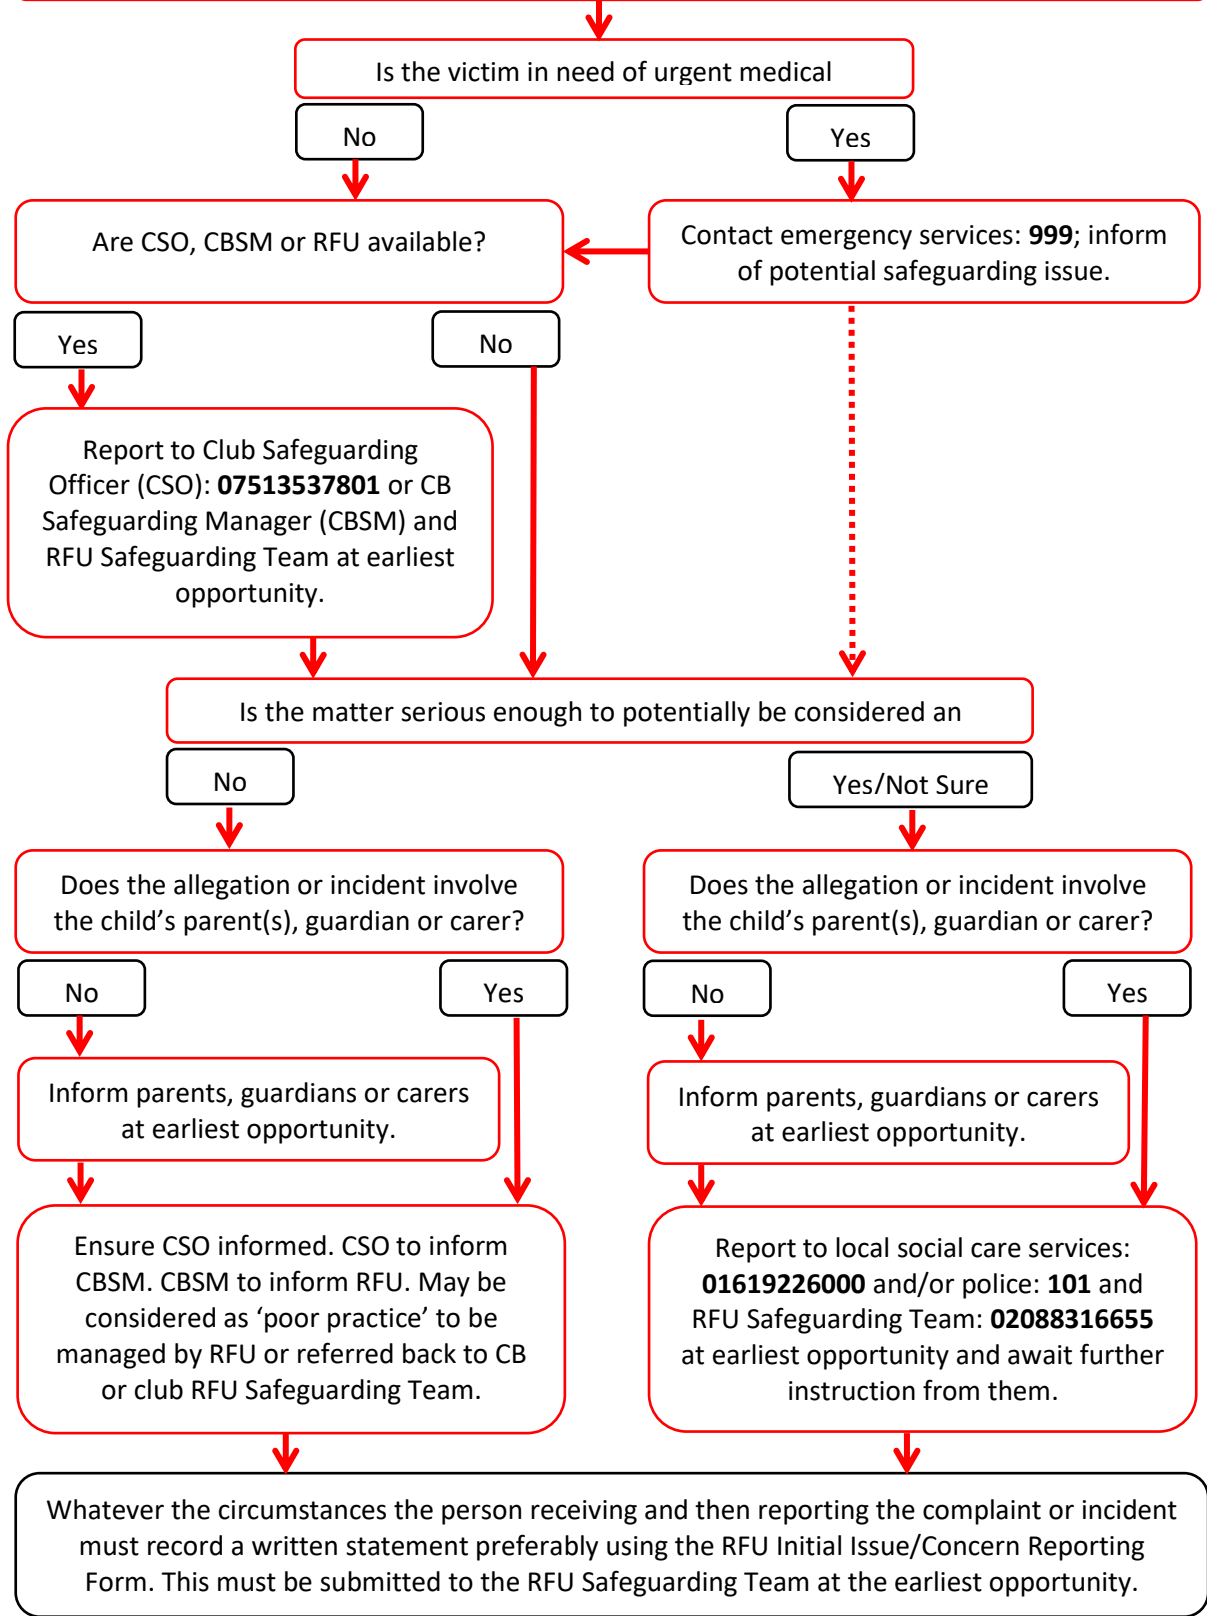 Is the victim in need of urgent medical
No
Yes
Are CSO, CBSM or RFU available?
Contact emergency services: 999; inform
of potential safeguarding issue.
Yes
No
Report to Club Safeguarding
Officer (CSO): 07513537801 or CB
Safeguarding Manager (CBSM) and
RFU Safeguarding Team at earliest
opportunity.
Is the matter serious enough to potentially be considered an
No
Yes/Not Sure
Does the allegation or incident involve
the child’s parent(s), guardian or carer?
Does the allegation or incident involve
the child’s parent(s), guardian or carer?
No
Yes
No
Yes
Inform parents, guardians or carers
at earliest opportunity.
Inform parents, guardians or carers
at earliest opportunity.
Ensure CSO informed. CSO to inform
CBSM. CBSM to inform RFU. May be
considered as ‘poor practice’ to be
managed by RFU or referred back to CB
or club RFU Safeguarding Team.
Report to local social care services:
01619226000 and/or police: 101 and
RFU Safeguarding Team: 02088316655
at earliest opportunity and await further
instruction from them.
Whatever the circumstances the person receiving and then reporting the complaint or incident
must record a written statement preferably using the RFU Initial Issue/Concern Reporting
Form. This must be submitted to the RFU Safeguarding Team at the earliest opportunity.